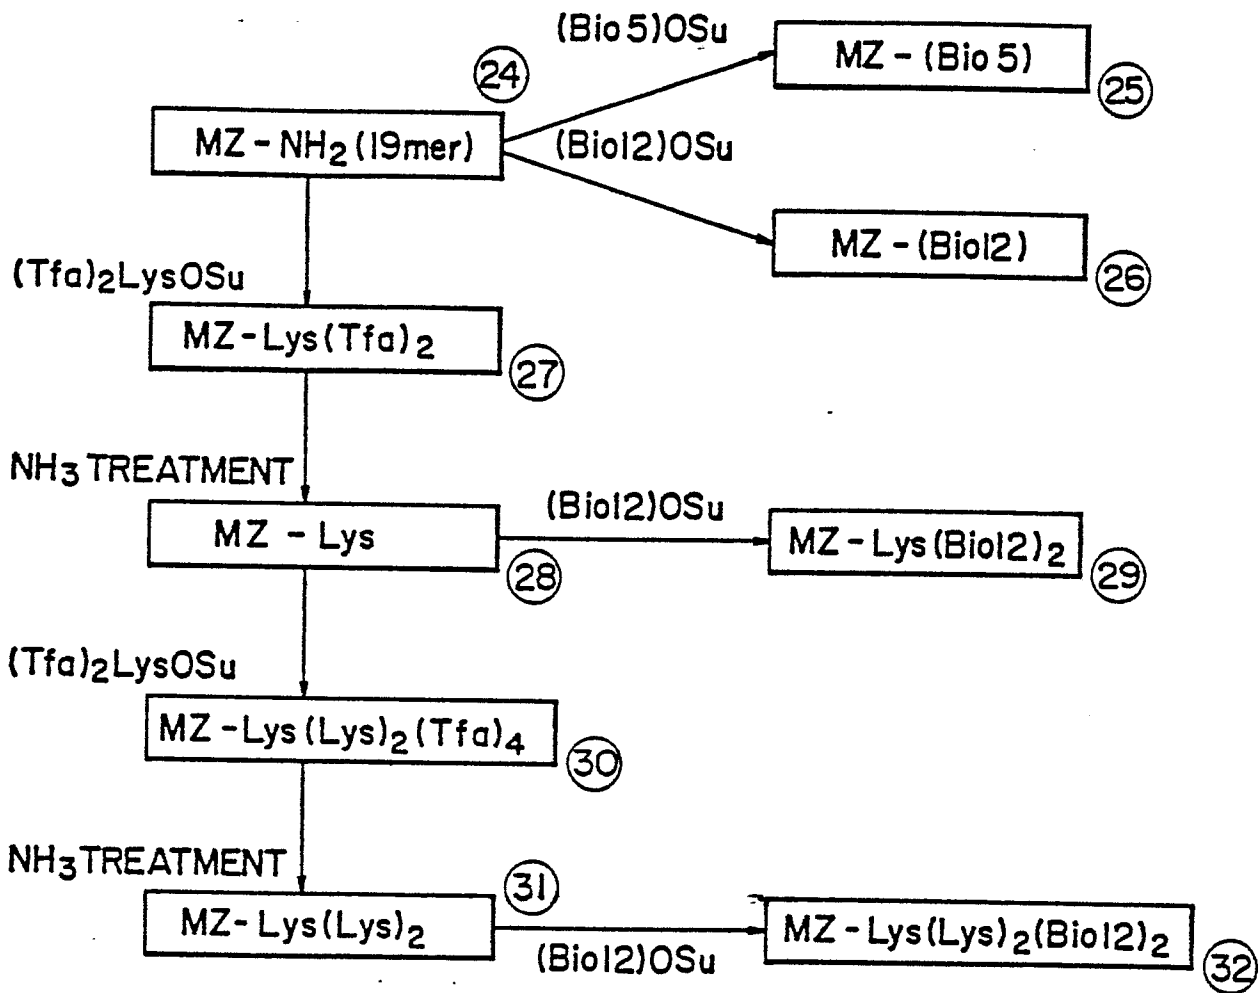 (Bio 5)OSu
MZ - (Bio 5)
24
25
MZ - NH₂ (19mer)
(Bio12)OSu
MZ - (Bio12)
26
(Tfa)₂LysOSu
MZ - Lys(Tfa)₂
27
NH₃ TREATMENT
(Bio12)OSu
MZ - Lys
MZ - Lys(Bio12)₂
28
29
(Tfa)₂LysOSu
MZ - Lys(Lys)₂(Tfa)₄
30
NH₃ TREATMENT
31
MZ - Lys(Lys)₂
MZ - Lys(Lys)₂(Bio12)₂
(Bio12)OSu
32